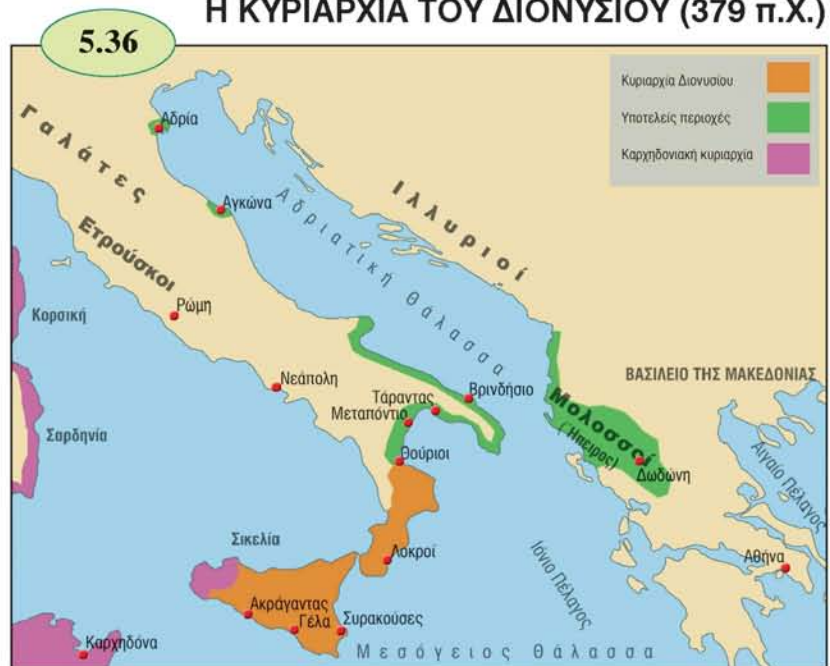 Η ΚΥΡΙΑΡΧΙΑ ΤΟΥ ΔΙΟΝΥΣΙΟΥ (379 π.Χ.)
5.36
Κυριαρχία Διονυσίου
Υποτελείς περιοχές
Καρχηδονιακή κυριαρχία
Γαλάτες
Αδρία
Αγκώνα
Αδριατική Θάλασσα
Ιλλυριοί
Ετρούσκοι
Ρώμη
Κορσική
Νεάπολη
Σαρδηνία
Τάραντας
Μεταπόντιο
Βρινδήσιο
Θούριοι
ΒΑΣΙΛΕΙΟ ΤΗΣ ΜΑΚΕΔΟΝΙΑΣ
Μολοσσοί
(Ήπειρος)
Δωδώνη
Αιγαίο Πέλαγος
Αθήνα
Ιόνιο Πέλαγος
Σικελία
Λοκροί
Ακράγαντας
Γέλα
Συρακούσες
Καρχηδόνα
Μεσόγειος Θάλασσα